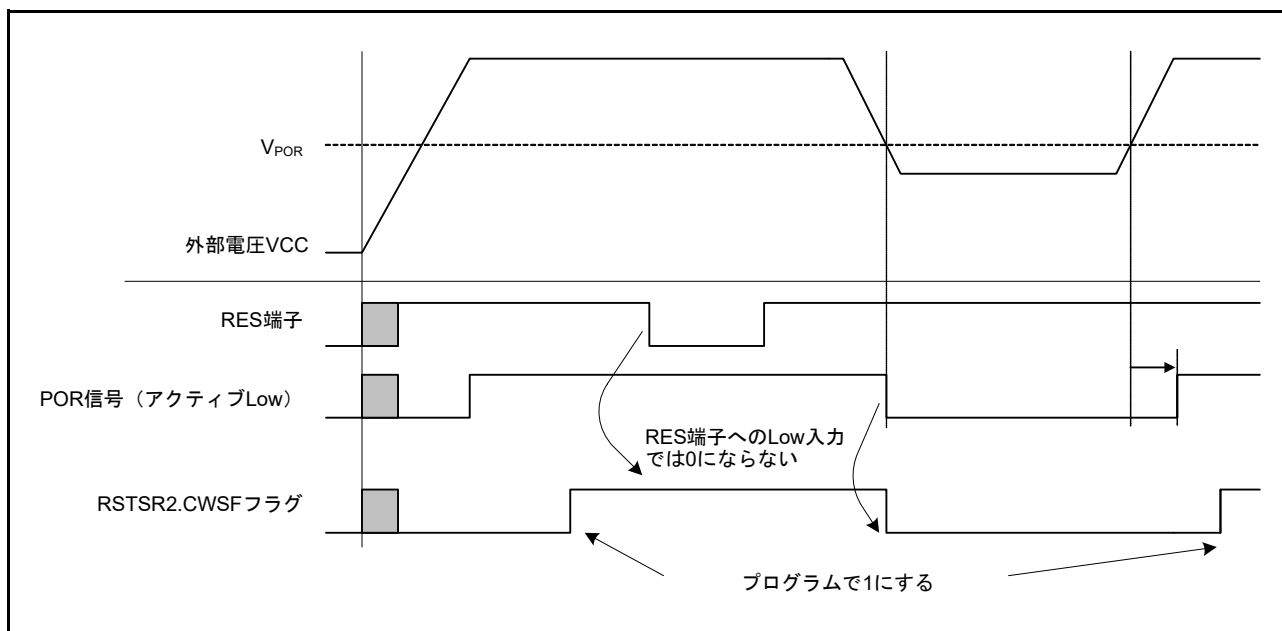 VPOR
外部電圧VCC
RES端子
POR信号（アクティブLow）
RES端子へのLow入力
では0にならない
RSTSR2.CWSFフラグ
プログラムで1にする